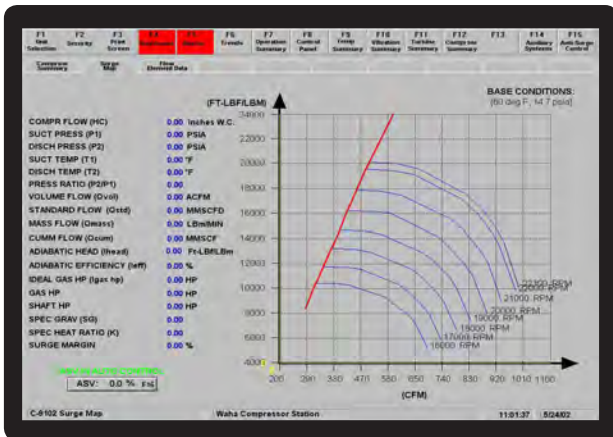 F1 Unit Selection
F2 Security
F3 Print Screen
F4
F5
F6 Trends
F7 Operation Summary
F8 Control Panel
F9 Temp Summary
F10 Vibration Summary
F11 Turbine Summary
F12 Compressor Summary
F13
F14 Auxiliary Systems
F15 Anti-Surge Control
Compressor Summary
Surge Map
Flow Element Data
BASE CONDITIONS:
(60 deg F, 14.7 psia)
(FT-LBF/LBM)
COMPR FLOW (HC) 0.00 Inches W.C.
SUCT PRESS (P1) 0.00 PSIA
DISCH PRESS (P2) 0.00 PSIA
SUCT TEMP (T1) 0.00 °F
DISCH TEMP (T2) 0.00 °F
PRESS RATIO (P2/P1) 0.00
VOLUME FLOW (Qvol) 0.00 ACFM
STANDARD FLOW (Qstd) 0.00 MMSCFD
MASS FLOW (Qmass) 0.00 LBm/MIN
CUMM FLOW (Qcum) 0.00 MMSCF
ADIABATIC HEAD (Ihead) 0.00 Ft-LBf/LBm
ADIABATIC EFFICIENCY (Ieff) 0.00 %
IDEAL GAS HP (Igas hp) 0.00 HP
GAS HP 0.00 HP
SHAFT HP 0.00 HP
SPEC GRAV (SG) 0.00
SPEC HEAT RATIO (K) 0.00
SURGE MARGIN 0.00 %
24000
22000
20000
18000
16000
14000
12000
10000
8000
6000
4000
22300 RPM
22000 RPM
21000 RPM
20000 RPM
19000 RPM
18000 RPM
17000 RPM
16000 RPM
200 290 380 470 560 650 740 830 920 1010 1100
(CFM)
ASV: 0.0 %
C-9102 Surge Map
Waha Compressor Station
11:01:37 5/24/02